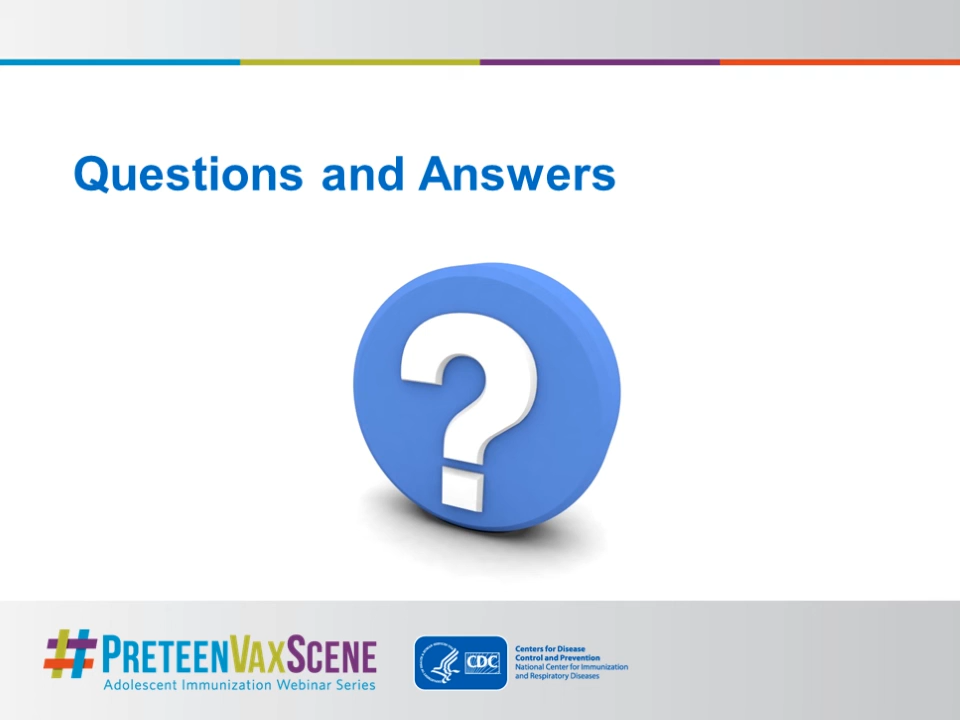 Questions and Answers
?
#PRETEENVAXSCENE
Adolescent Immunization Webinar Series
CDC
Centers for Disease
Control and Prevention
National Center for Immunization
and Respiratory Diseases